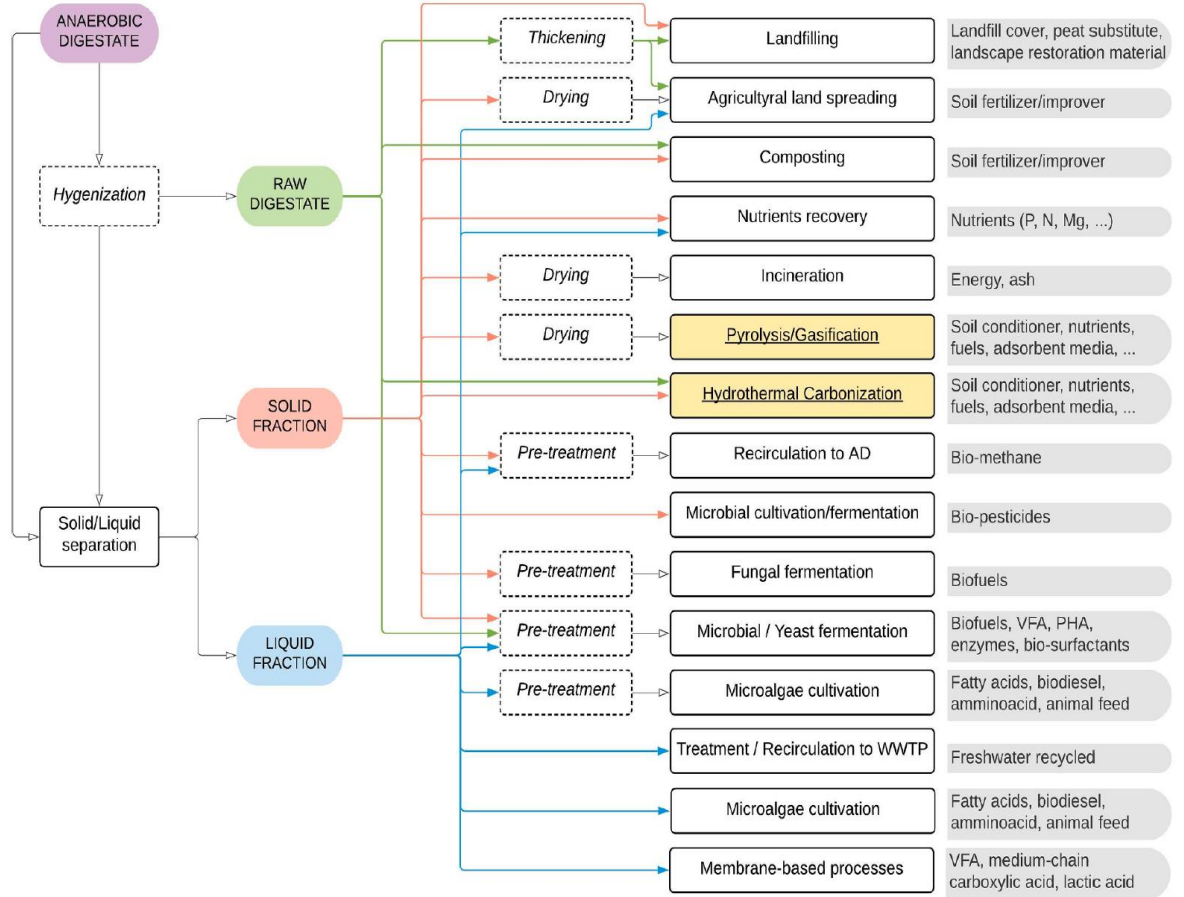 ANAEROBIC
DIGESTATE
Hygenization
Solid/Liquid
separation
RAW
DIGESTATE
SOLID
FRACTION
LIQUID
FRACTION
Thickening
Landfilling
Landfill cover, peat substitute,
landscape restoration material
Drying
Agricultyral land spreading
Soil fertilizer/improver
Composting
Soil fertilizer/improver
Nutrients recovery
Nutrients (P, N, Mg, ...)
Drying
Incineration
Energy, ash
Drying
Pyrolysis/Gasification
Soil conditioner, nutrients,
fuels, adsorbent media, ...
Hydrothermal Carbonization
Soil conditioner, nutrients,
fuels, adsorbent media, ...
Pre-treatment
Recirculation to AD
Bio-methane
Microbial cultivation/fermentation
Bio-pesticides
Pre-treatment
Fungal fermentation
Biofuels
Pre-treatment
Microbial / Yeast fermentation
Biofuels, VFA, PHA,
enzymes, bio-surfactants
Pre-treatment
Microalgae cultivation
Fatty acids, biodiesel,
amminoacid, animal feed
Treatment / Recirculation to WWTP
Freshwater recycled
Microalgae cultivation
Fatty acids, biodiesel,
amminoacid, animal feed
Membrane-based processes
VFA, medium-chain
carboxylic acid, lactic acid